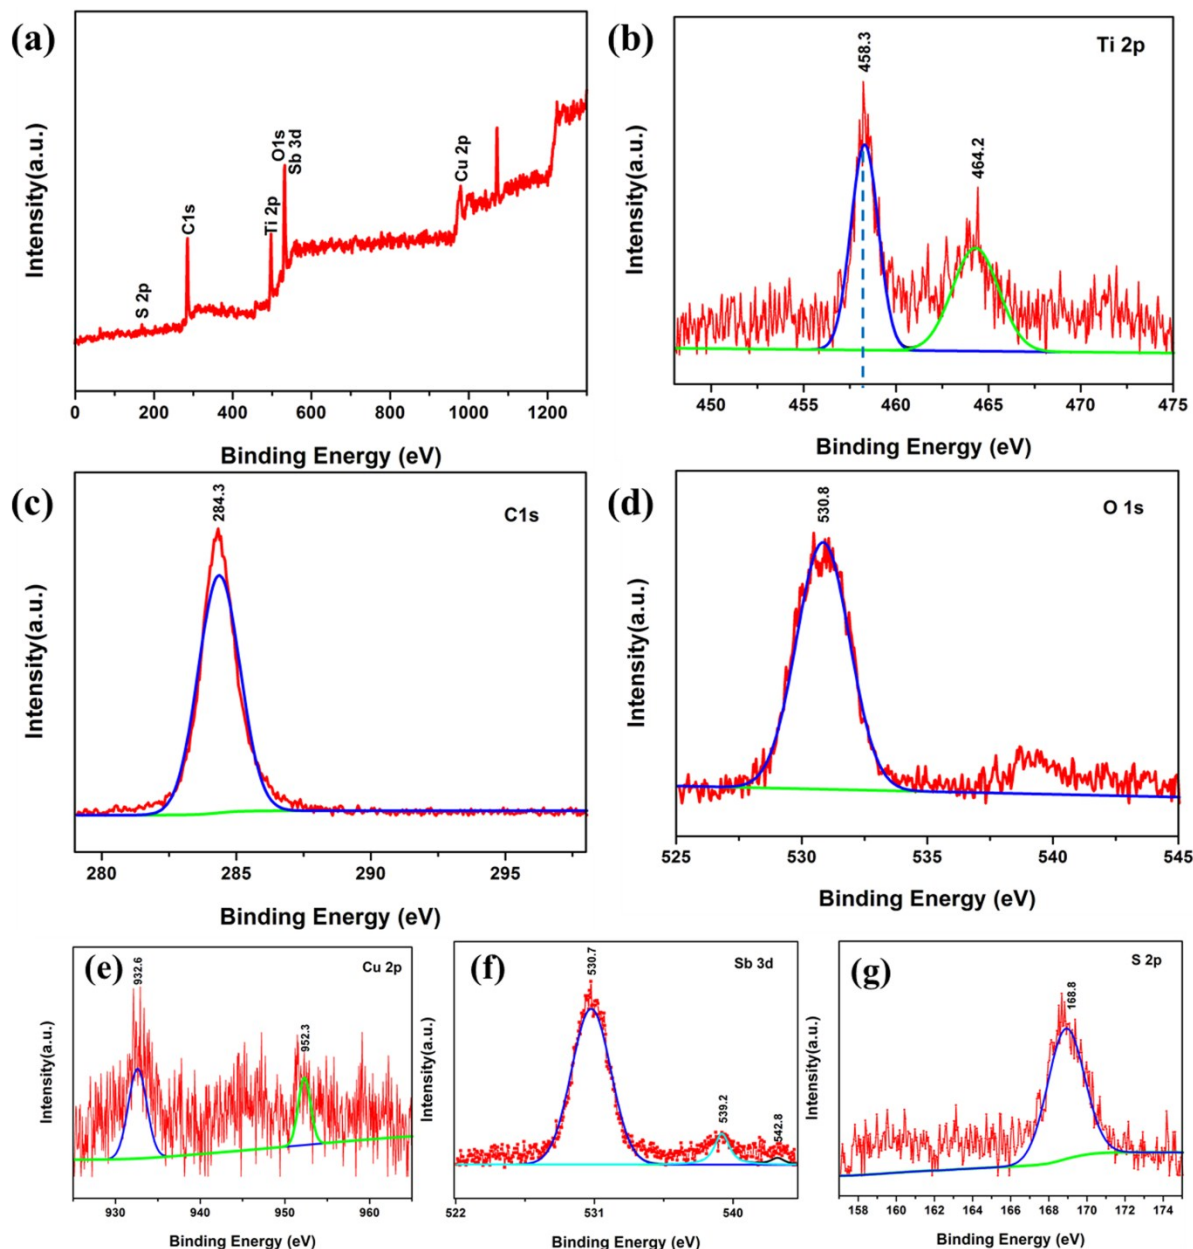 (a)
Intensity(a.u.)
S 2p
C1s
Ti 2p
O1s
Sb 3d
Cu 2p
0 200 400 600 800 1000 1200
Binding Energy (eV)
(b)
Ti 2p
458.3
464.2
Intensity(a.u.)
450 455 460 465 470 475
Binding Energy (eV)
(c)
284.3
C1s
Intensity(a.u.)
280 285 290 295
Binding Energy (eV)
(d)
530.8
O 1s
Intensity(a.u.)
525 530 535 540 545
Binding Energy (eV)
(e)
932.6
Cu 2p
952.3
Intensity(a.u.)
930 940 950 960
Binding Energy (eV)
(f)
530.7
Sb 3d
539.2
542.8
Intensity(a.u.)
522 531 540
Binding Energy (eV)
(g)
S 2p
168.8
Intensity(a.u.)
158 160 162 164 166 168 170 172 174
Binding Energy (eV)